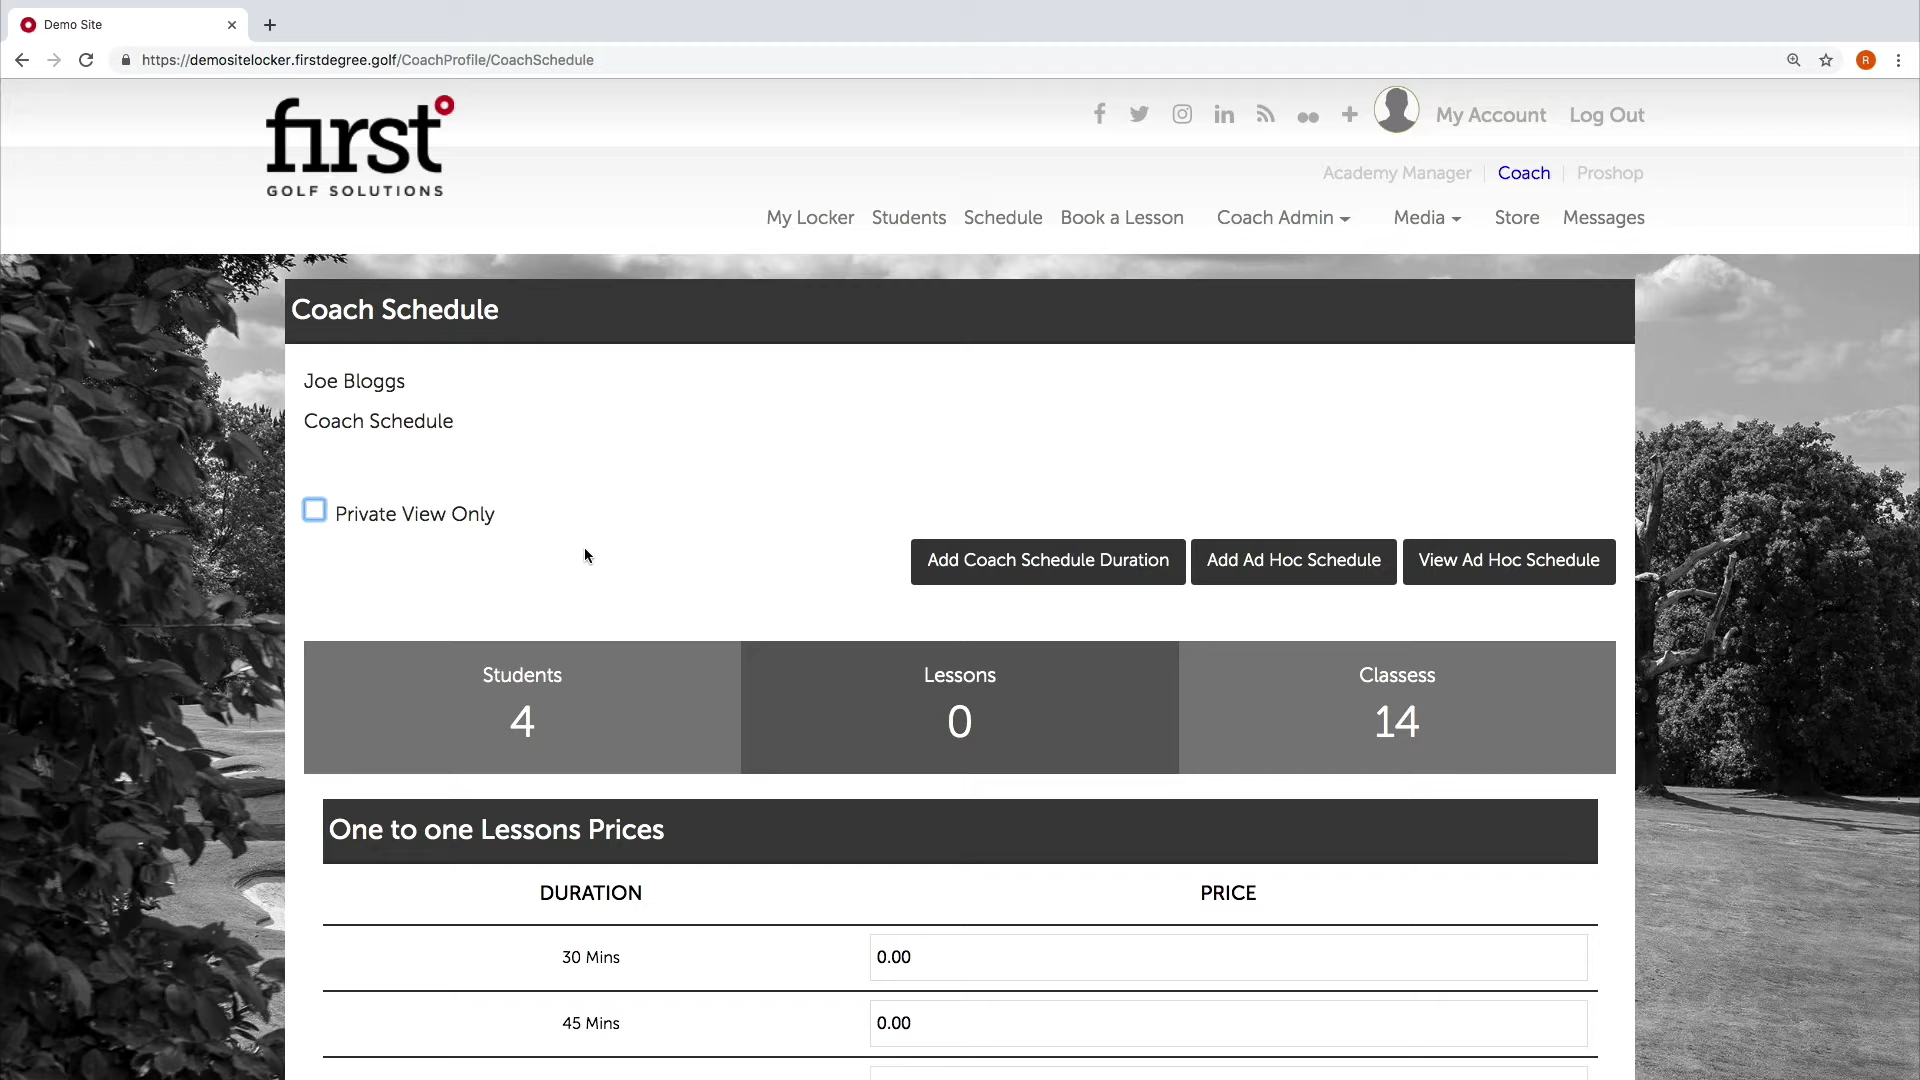 Demo Site
https://demositelocker.firstdegree.golf/CoachProfile/CoachSchedule
R
first
GOLF SOLUTIONS
My Account Log Out
Academy Manager Coach Proshop
My Locker Students Schedule Book a Lesson Coach Admin Media Store Messages
Coach Schedule
Joe Bloggs
Coach Schedule
Private View Only
Add Coach Schedule Duration Add Ad Hoc Schedule View Ad Hoc Schedule
Students Lessons Classess
4 0 14
One to one Lessons Prices
DURATION PRICE
30 Mins 0.00
45 Mins 0.00